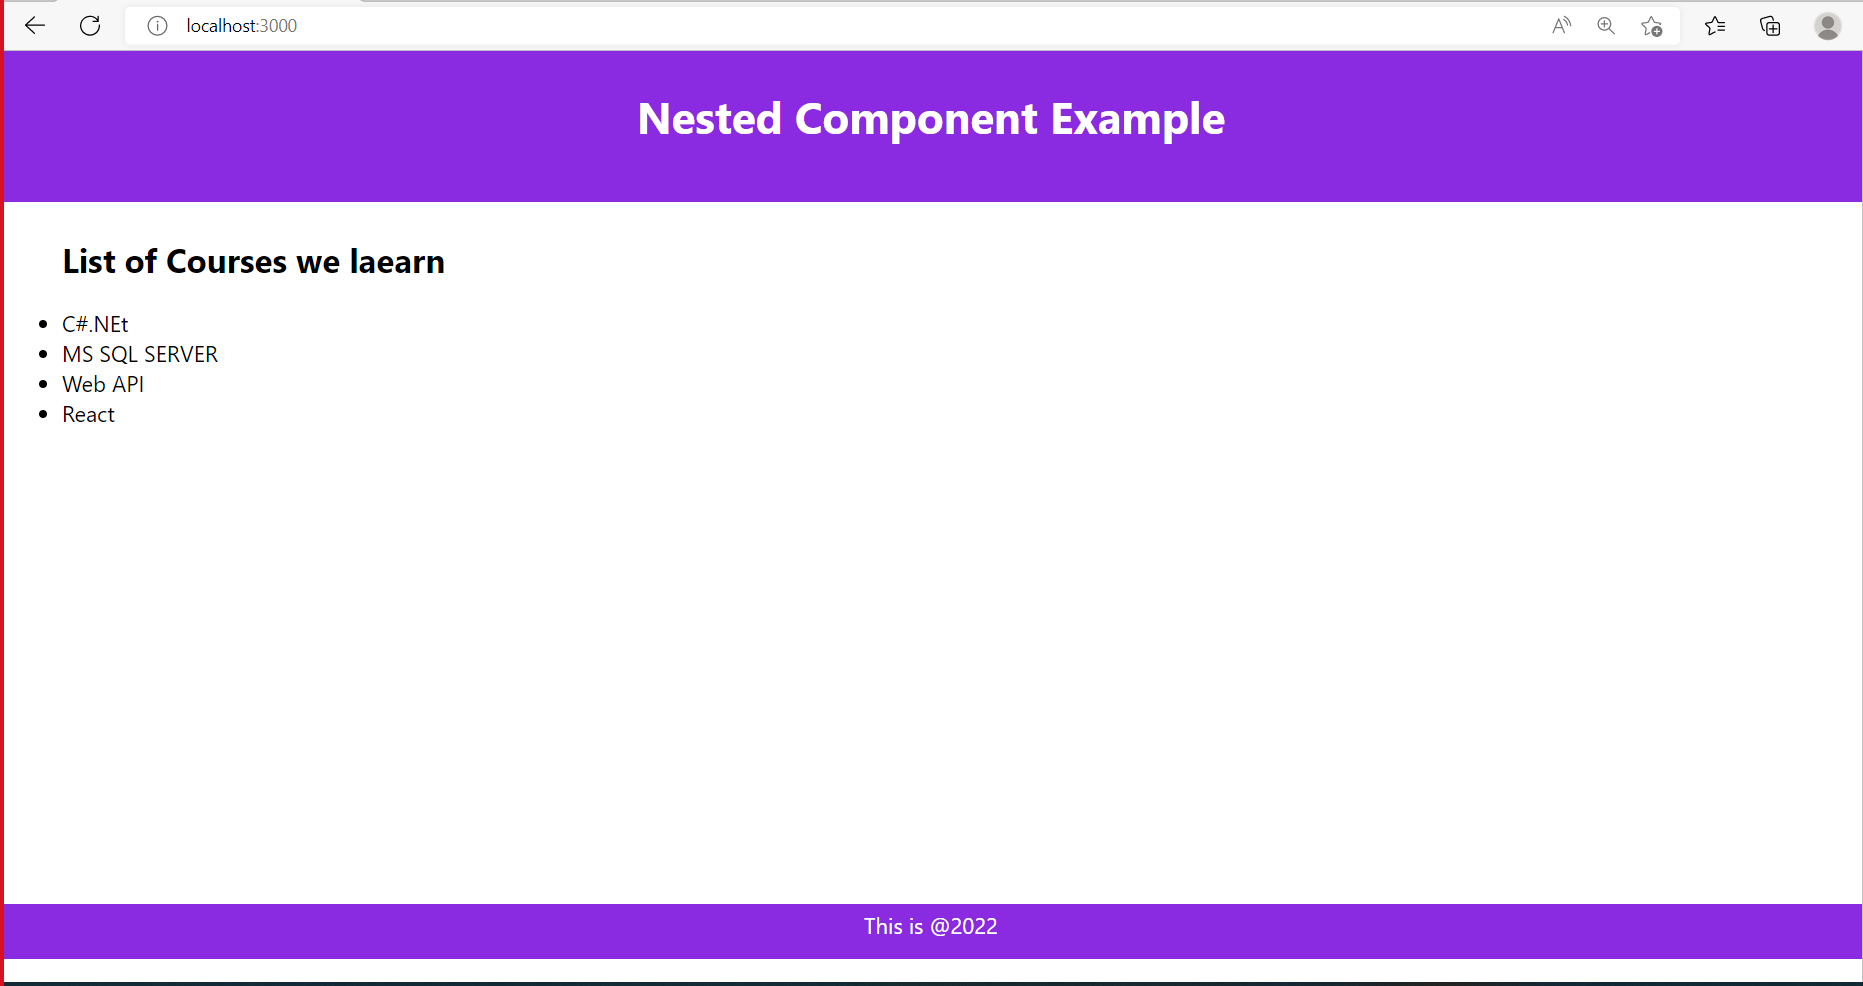 localhost:3000
Nested Component Example
List of Courses we laearn
C#.NEt
MS SQL SERVER
Web API
React
This is @2022